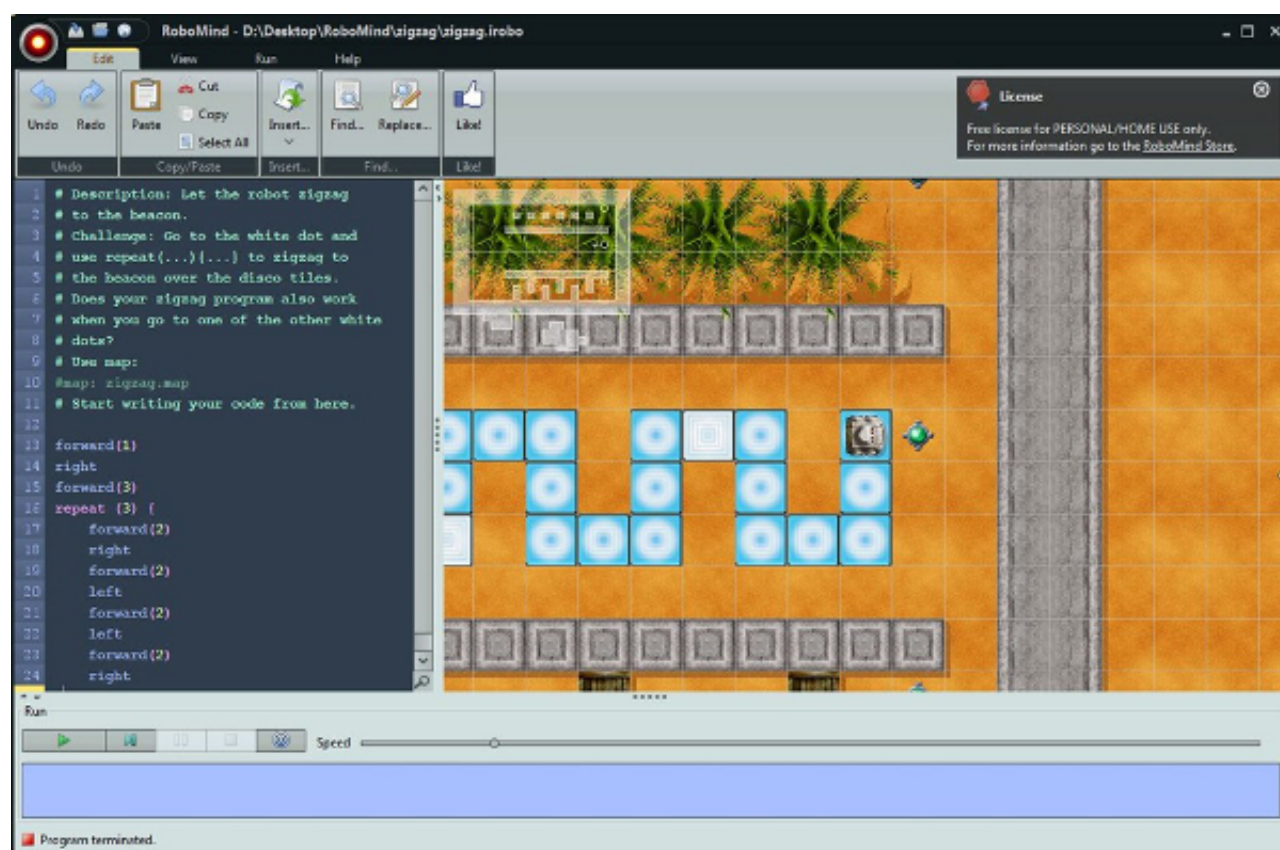 RoboMind - D:\Desktop\RoboMind\zigzag\zigzag.irobo
Edit View Run Help
Undo Redo Paste Cut Copy Select All Insert... Find... Replace... Like!
Undo Copy/Paste Insert... Find... Like!
License
Free license for PERSONAL/HOME USE only.
For more information go to the RoboMind Store.
1 # Description: Let the robot zigzag
2 # to the beacon.
3 # Challenge: Go to the white dot and
4 # use repeat(...){...} to zigzag to
5 # the beacon over the disco tiles.
6 # Does your zigzag program also work
7 # when you go to one of the other white
8 # dots?
9 # Use map:
10 #map: zigzag.map
11 # Start writing your code from here.
12
13 forward(1)
14 right
15 forward(3)
16 repeat (3) {
17 forward(2)
18 right
19 forward(2)
20 left
21 forward(2)
22 left
23 forward(2)
24 right
Run
Speed
Program terminated.